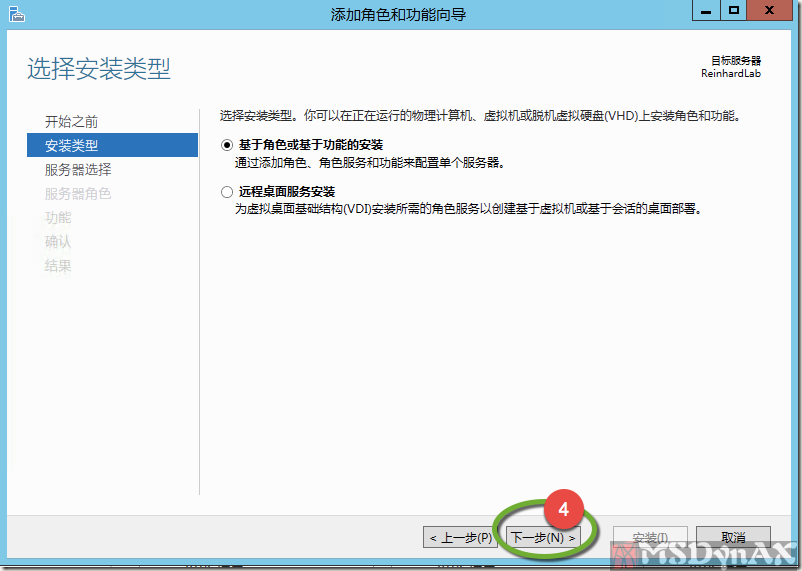 添加角色和功能向导
选择安装类型
目标服务器
ReinhardLab
开始之前
安装类型
服务器选择
服务器角色
功能
确认
结果
选择安装类型。你可以在正在运行的物理计算机、虚拟机或脱机虚拟硬盘(VHD)上安装角色和功能。
基于角色或基于功能的安装
通过添加角色、角色服务和功能来配置单个服务器。
远程桌面服务安装
为虚拟桌面基础结构(VDI)安装所需的角色服务以创建基于虚拟机或基于会话的桌面部署。
4
< 上一步(P) 下一步(N) > 安装(I) 取消
MSDynAX